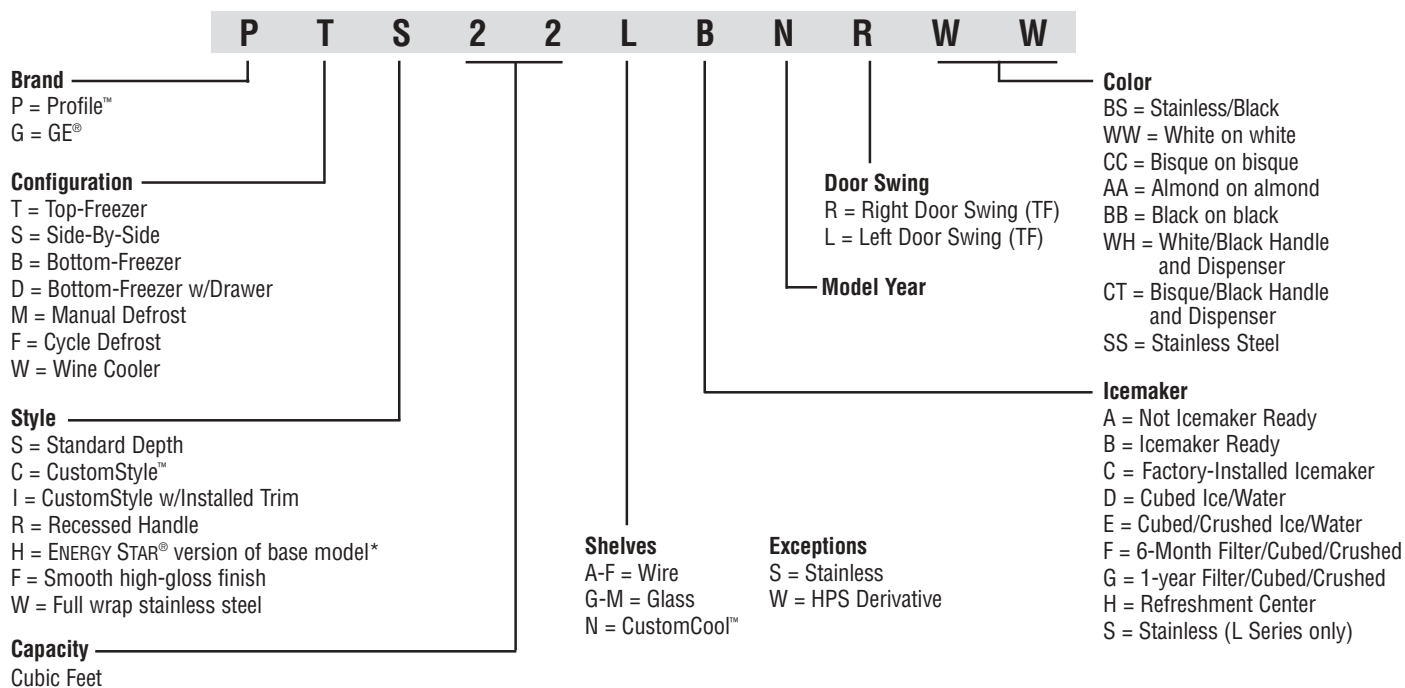 P T S 2 2 L B N R W W
Brand
P = Profile™
G = GE®
Configuration
T = Top-Freezer
S = Side-By-Side
B = Bottom-Freezer
D = Bottom-Freezer w/Drawer
M = Manual Defrost
F = Cycle Defrost
W = Wine Cooler
Style
S = Standard Depth
C = CustomStyle™
I = CustomStyle w/Installed Trim
R = Recessed Handle
H = ENERGY STAR® version of base model*
F = Smooth high-gloss finish
W = Full wrap stainless steel
Capacity
Cubic Feet
Shelves
A-F = Wire
G-M = Glass
N = CustomCool™
Exceptions
S = Stainless
W = HPS Derivative
Door Swing
R = Right Door Swing (TF)
L = Left Door Swing (TF)
Model Year
Color
BS = Stainless/Black
WW = White on white
CC = Bisque on bisque
AA = Almond on almond
BB = Black on black
WH = White/Black Handle
and Dispenser
CT = Bisque/Black Handle
and Dispenser
SS = Stainless Steel
Icemaker
A = Not Icemaker Ready
B = Icemaker Ready
C = Factory-Installed Icemaker
D = Cubed Ice/Water
E = Cubed/Crushed Ice/Water
F = 6-Month Filter/Cubed/Crushed
G = 1-year Filter/Cubed/Crushed
H = Refreshment Center
S = Stainless (L Series only)